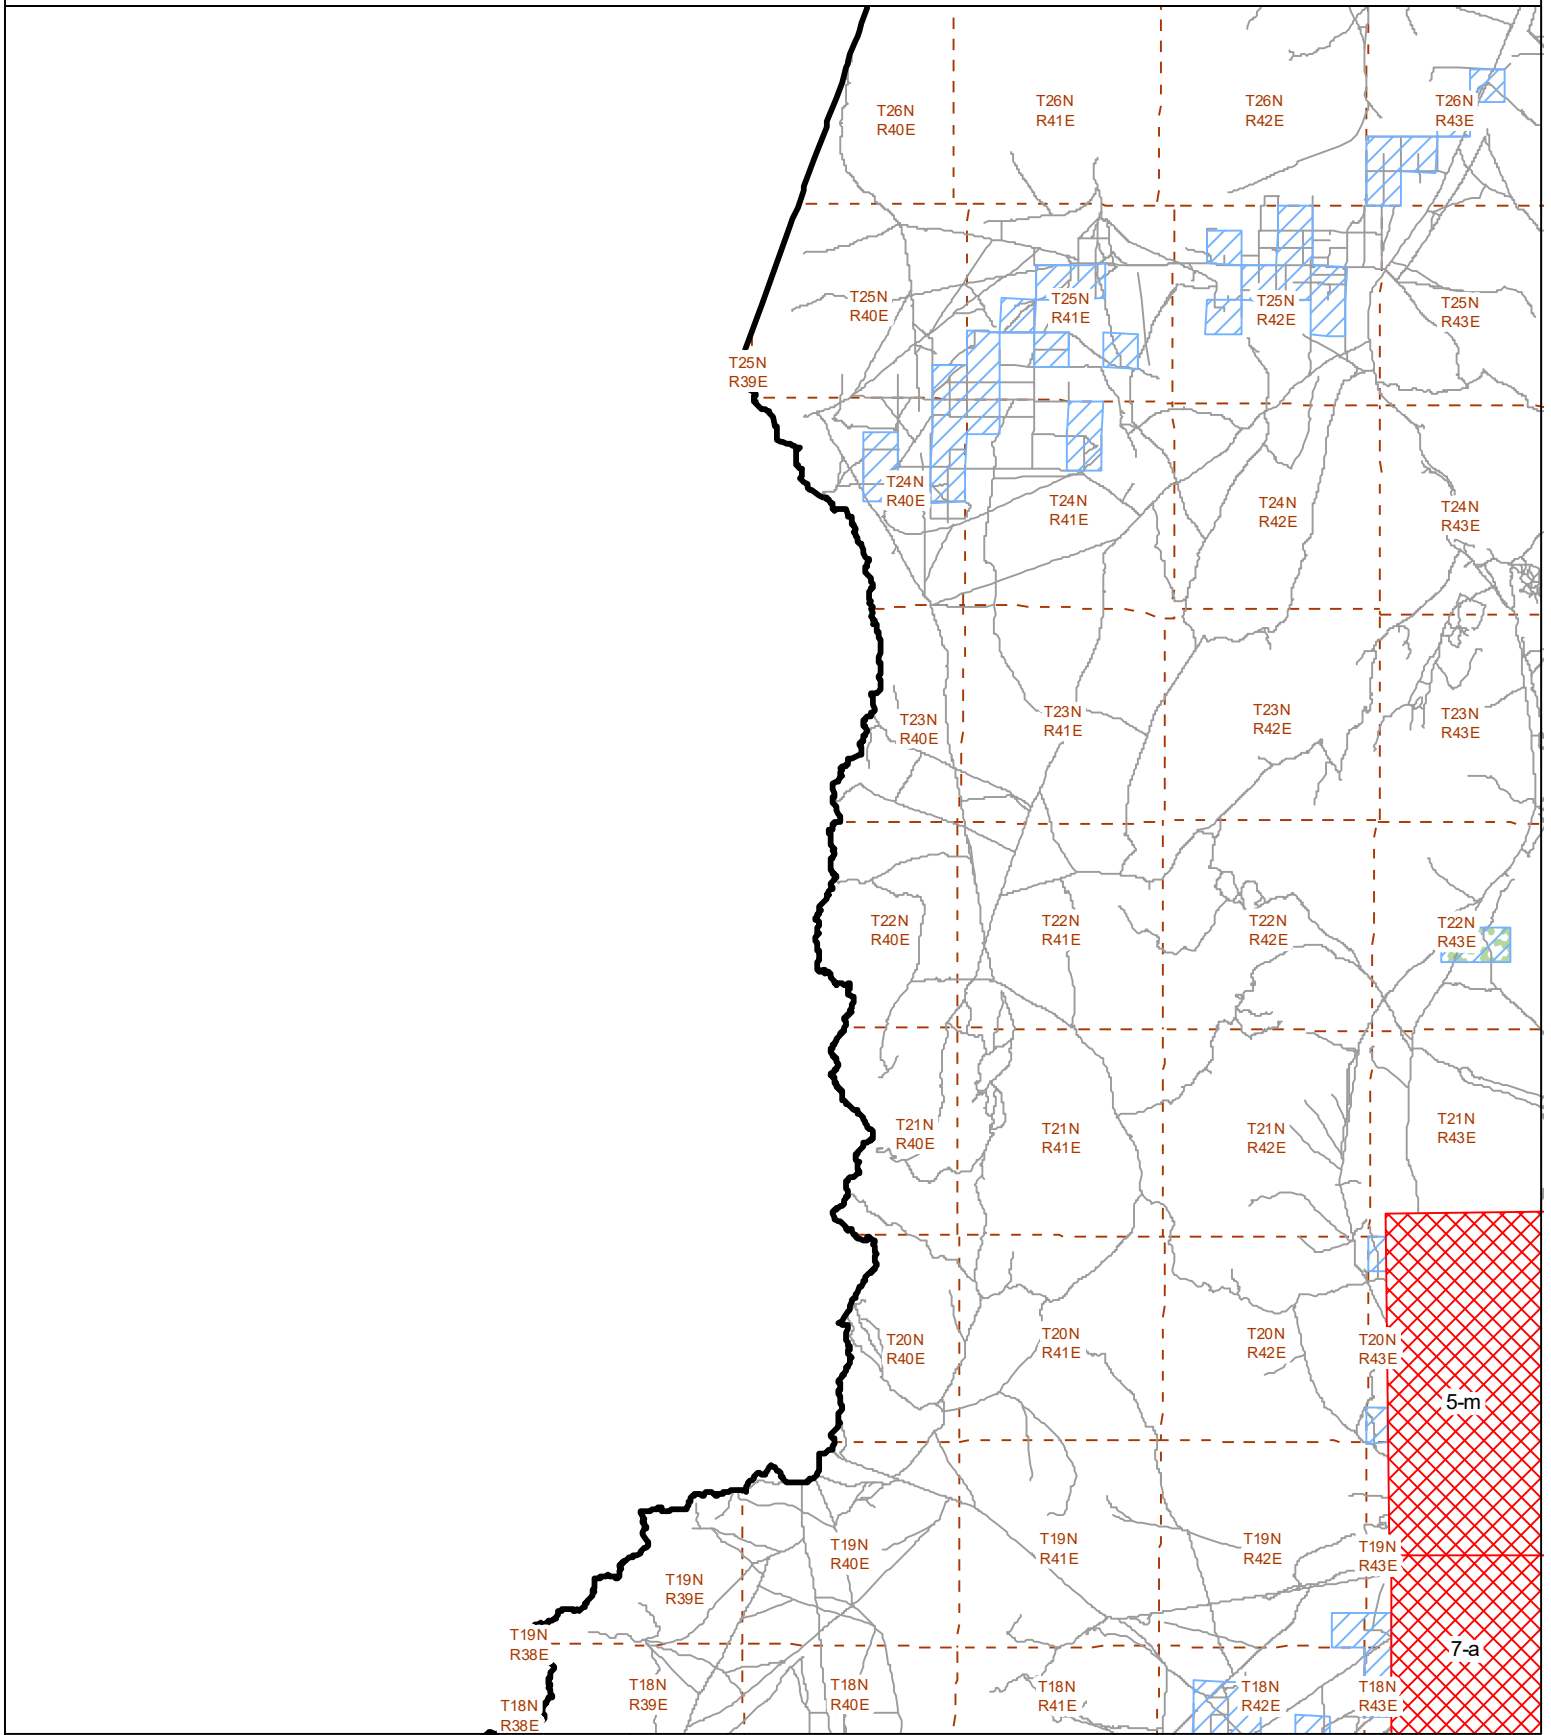 T26N
R40E
T26N
R41E
T26N
R42E
T26N
R43E
T25N
R40E
T25N
R41E
T25N
R42E
T25N
R43E
T25N
R39E
T24N
R40E
T24N
R41E
T24N
R42E
T24N
R43E
T23N
R40E
T23N
R41E
T23N
R42E
T23N
R43E
T22N
R40E
T22N
R41E
T22N
R42E
T22N
R43E
T21N
R40E
T21N
R41E
T21N
R42E
T21N
R43E
T20N
R40E
T20N
R41E
T20N
R42E
T20N
R43E
5-m
T19N
R40E
T19N
R41E
T19N
R42E
T19N
R43E
T19N
R39E
T19N
R38E
7-a
T18N
R38E
T18N
R39E
T18N
R40E
T18N
R41E
T18N
R42E
T18N
R43E